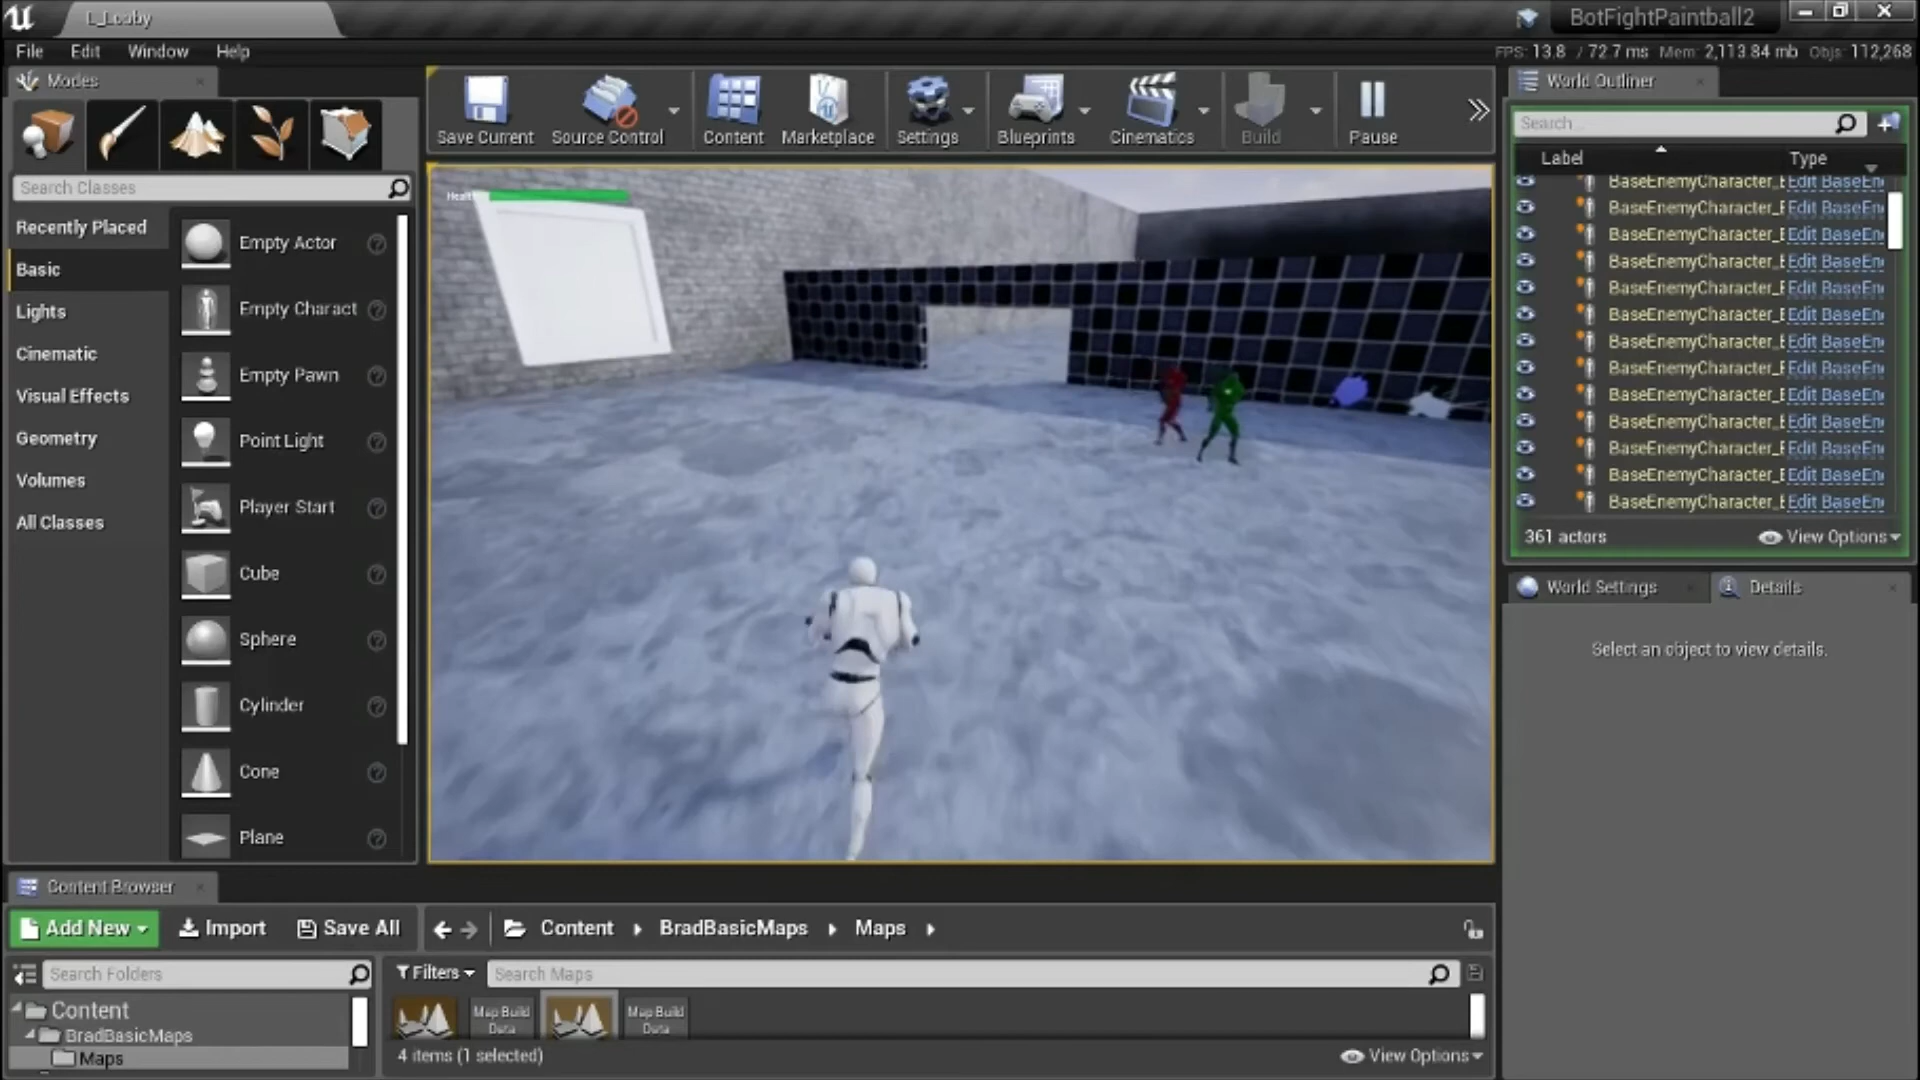 L_Lobby
BotFightPaintball2
File Edit Window Help
FPS: 13.8 / 72.7 ms Mem: 2,113.84 mb Objs: 112,268
Modes
World Outliner
Save Current Source Control Content Marketplace Settings Blueprints Cinematics Build Pause
Search Classes
Search...
Label Type
Recently Placed
Basic
Lights
Cinematic
Visual Effects
Geometry
Volumes
All Classes
Empty Actor
Empty Charact
Empty Pawn
Point Light
Player Start
Cube
Sphere
Cylinder
Cone
Plane
Health
BaseEnemyCharacter_ Edit BaseEn
BaseEnemyCharacter_ Edit BaseEn
BaseEnemyCharacter_ Edit BaseEn
BaseEnemyCharacter_ Edit BaseEn
BaseEnemyCharacter_ Edit BaseEn
BaseEnemyCharacter_ Edit BaseEn
BaseEnemyCharacter_ Edit BaseEn
BaseEnemyCharacter_ Edit BaseEn
BaseEnemyCharacter_ Edit BaseEn
BaseEnemyCharacter_ Edit BaseEn
BaseEnemyCharacter_ Edit BaseEn
BaseEnemyCharacter_ Edit BaseEn
BaseEnemyCharacter_ Edit BaseEn
361 actors View Options
World Settings Details
Select an object to view details.
Content Browser
Add New Import Save All Content BradBasicMaps Maps
Search Folders
Filters Search Maps
Content
BradBasicMaps
Maps
Map Build Data
Map Build Data
4 items (1 selected) View Options